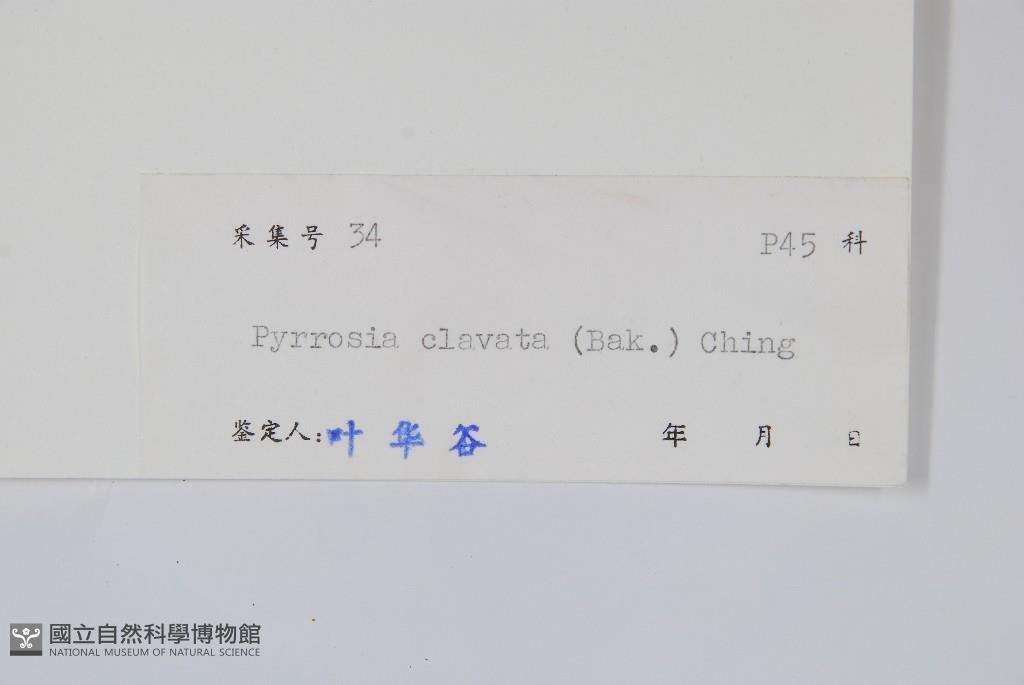 采集号 34 P45 科
Pyrrosia clavata (Bak.) Ching
鉴定人:叶华谷 年 月 日
國立自然科學博物館
NATIONAL MUSEUM OF NATURAL SCIENCE